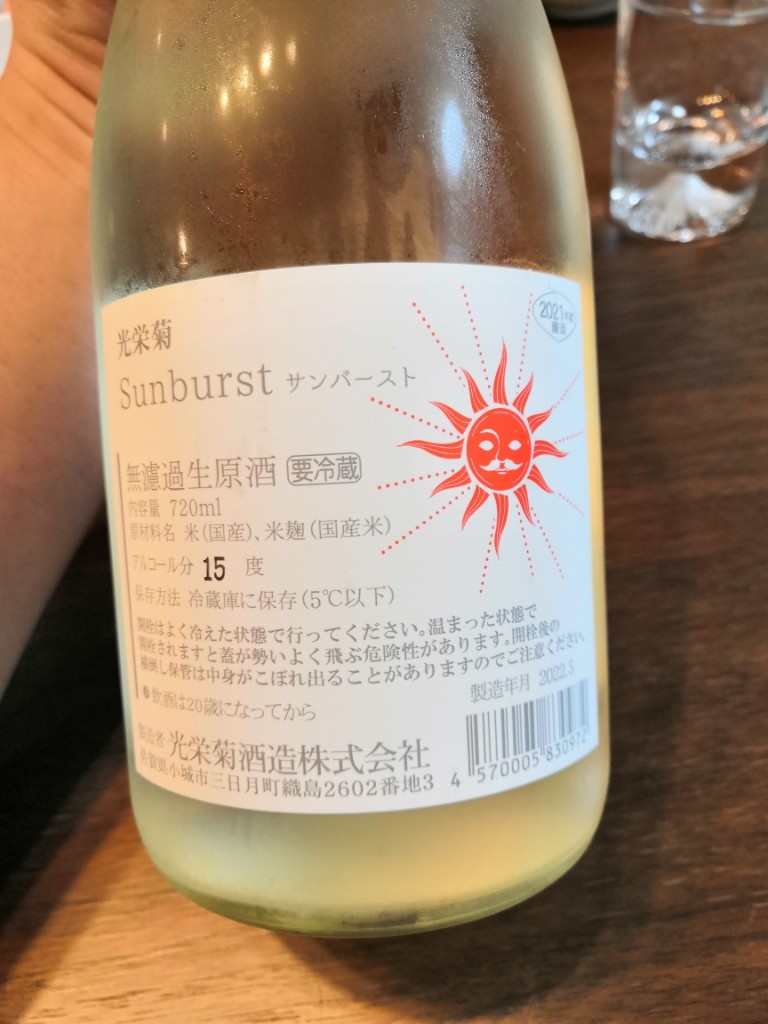 光栄菊
2021年度
醸造
Sunburst サンバースト
無濾過生原酒 要冷蔵
内容量 720ml
原材料名 米(国産)、米麹(国産米)
アルコール分 15 度
保存方法 冷蔵庫に保存(5℃以下)
開栓はよく冷えた状態で行ってください。温まった状態で
開栓されますと蓋が勢いよく飛ぶ危険性があります。開栓後の
横倒し保管は中身がこぼれ出ることがありますのでご注意ください。
飲酒は20歳になってから
製造年月 2022.5
製造者 光栄菊酒造株式会社
佐賀県小城市三日月町織島2602番地3
4 570005 830972